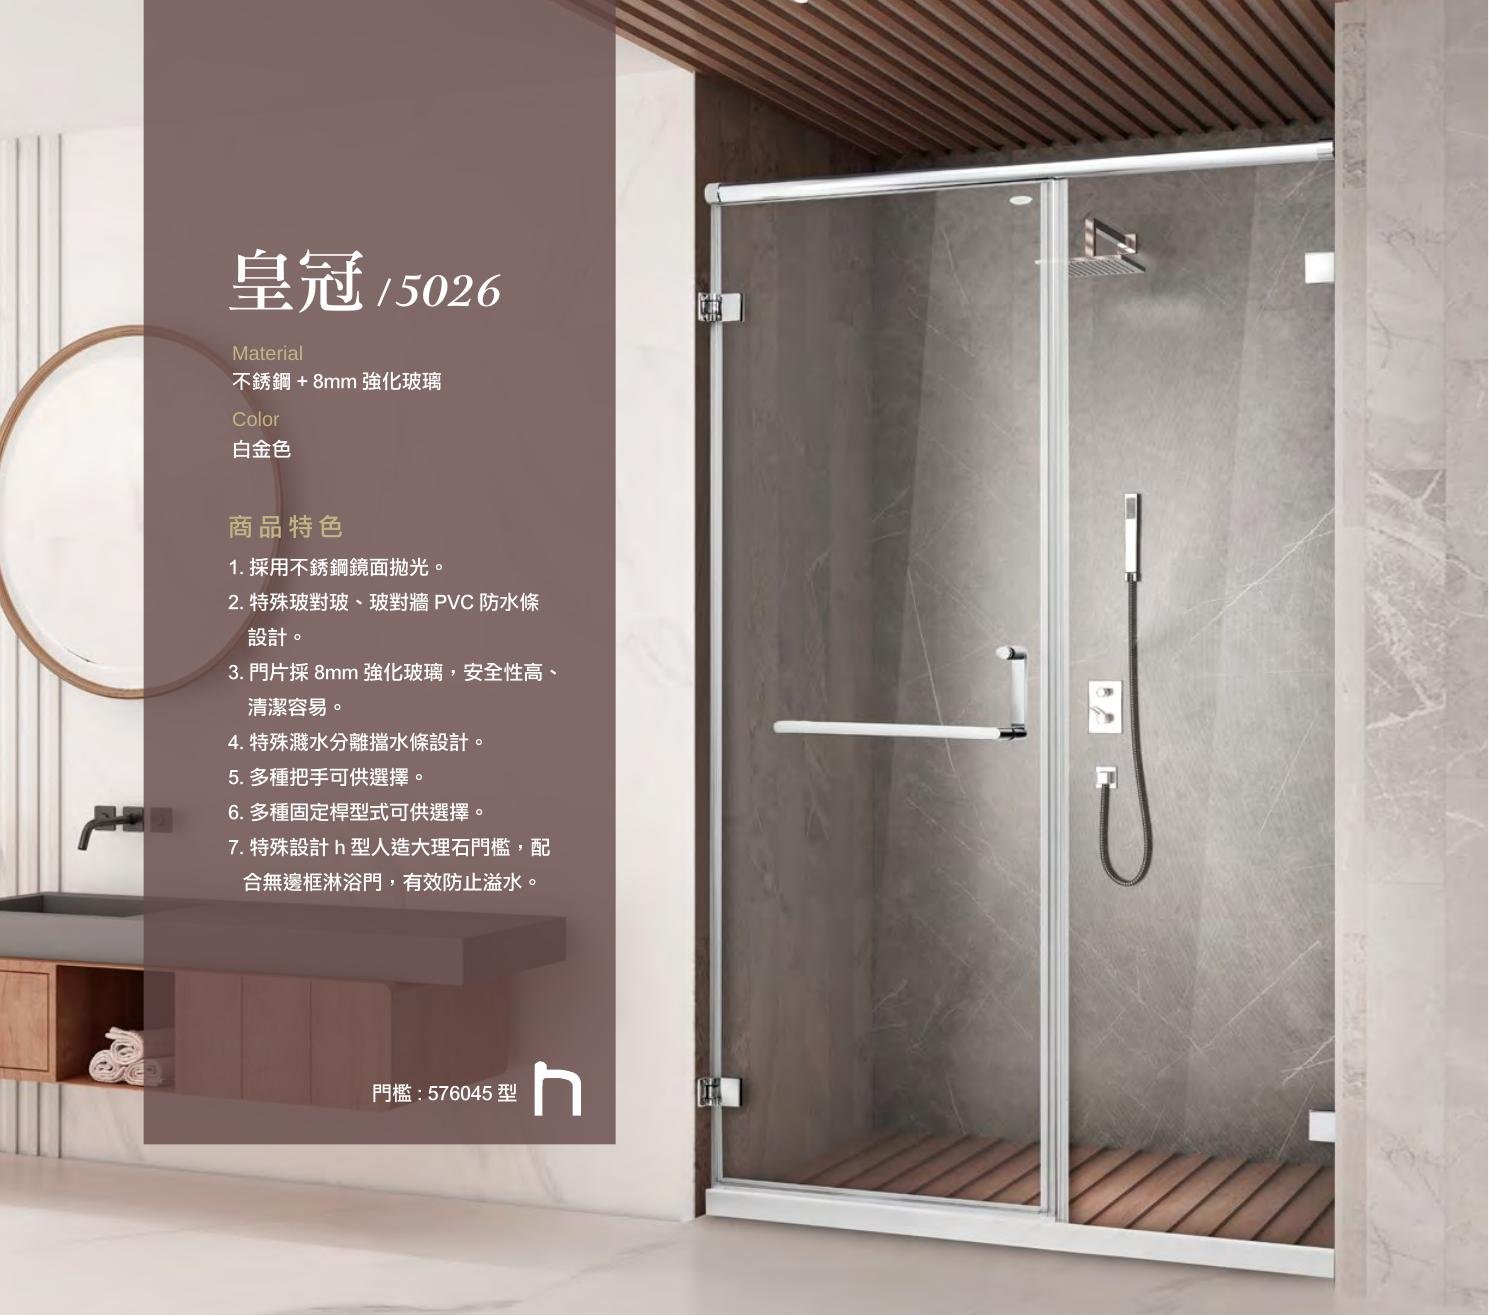 皇冠 /5026
Material
不銹鋼 + 8mm 強化玻璃
Color
白金色
商品特色
1. 採用不銹鋼鏡面拋光。
2. 特殊玻對玻、玻對牆 PVC 防水條
設計。
3. 門片採 8mm 強化玻璃，安全性高、
清潔容易。
4. 特殊濺水分離擋水條設計。
5. 多種把手可供選擇。
6. 多種固定桿型式可供選擇。
7. 特殊設計 h 型人造大理石門檻，配
合無邊框淋浴門，有效防止溢水。
門檻 : 576045 型 h